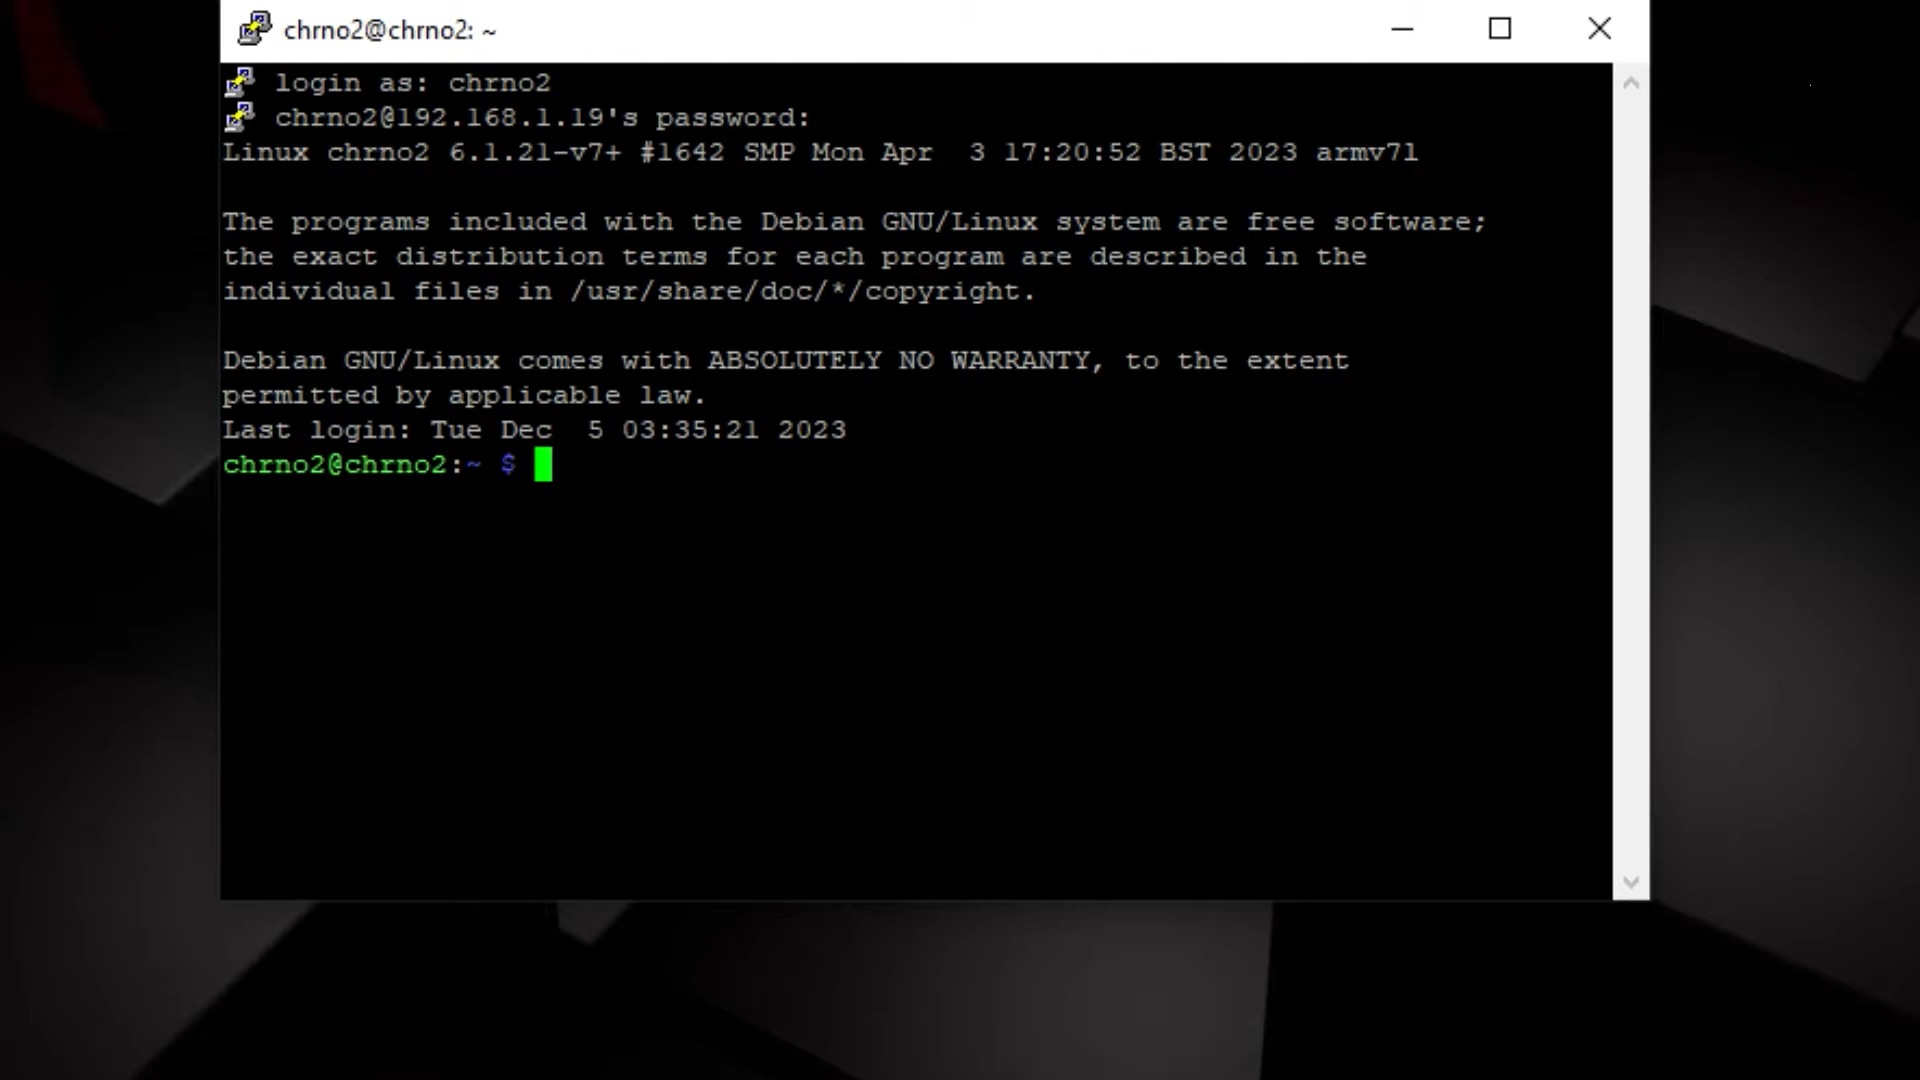 chrno2@chrno2: ~
login as: chrno2
chrno2@192.168.1.19's password:
Linux chrno2 6.1.21-v7+ #1642 SMP Mon Apr  3 17:20:52 BST 2023 armv7l
The programs included with the Debian GNU/Linux system are free software;
the exact distribution terms for each program are described in the
individual files in /usr/share/doc/*/copyright.
Debian GNU/Linux comes with ABSOLUTELY NO WARRANTY, to the extent
permitted by applicable law.
Last login: Tue Dec  5 03:35:21 2023
chrno2@chrno2:~ $